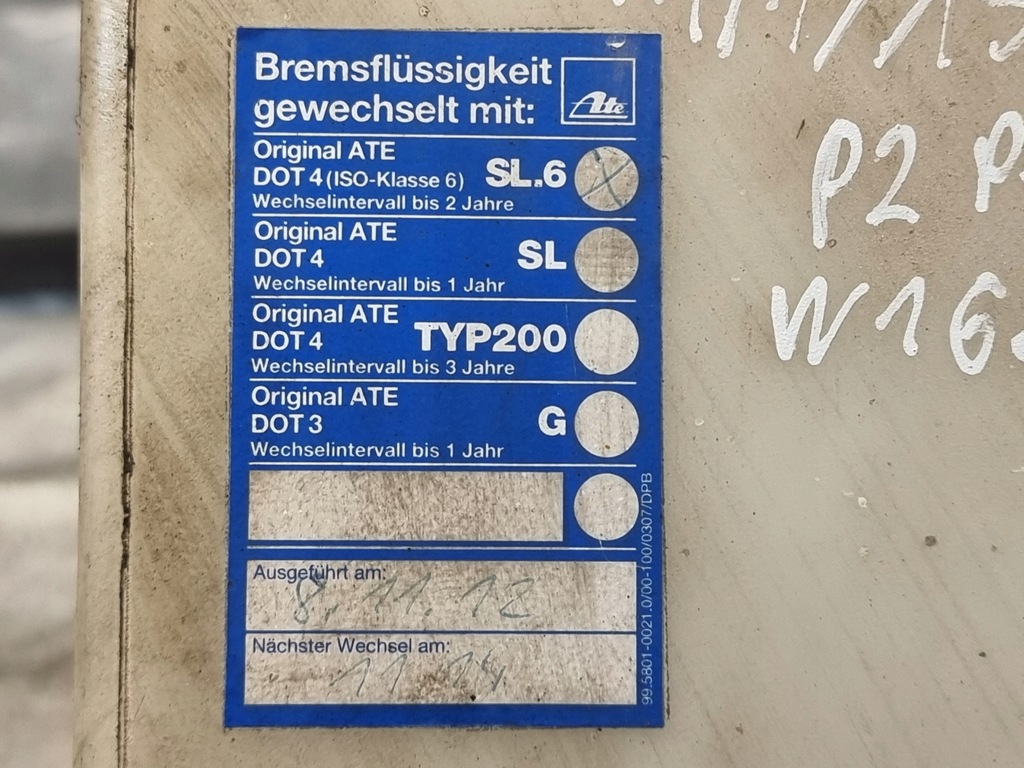 Bremsflüssigkeit
gewechselt mit:
Ate
Original ATE
DOT 4 (ISO-Klasse 6) SL.6 X
Wechselintervall bis 2 Jahre
Original ATE
DOT 4 SL
Wechselintervall bis 1 Jahr
Original ATE
DOT 4 TYP200
Wechselintervall bis 3 Jahre
Original ATE
DOT 3 G
Wechselintervall bis 1 Jahr
Ausgeführt am:
8.11.12
Nächster Wechsel am:
11 14
99.5801-0021.0/00-100/0307/DPB
P2
W16